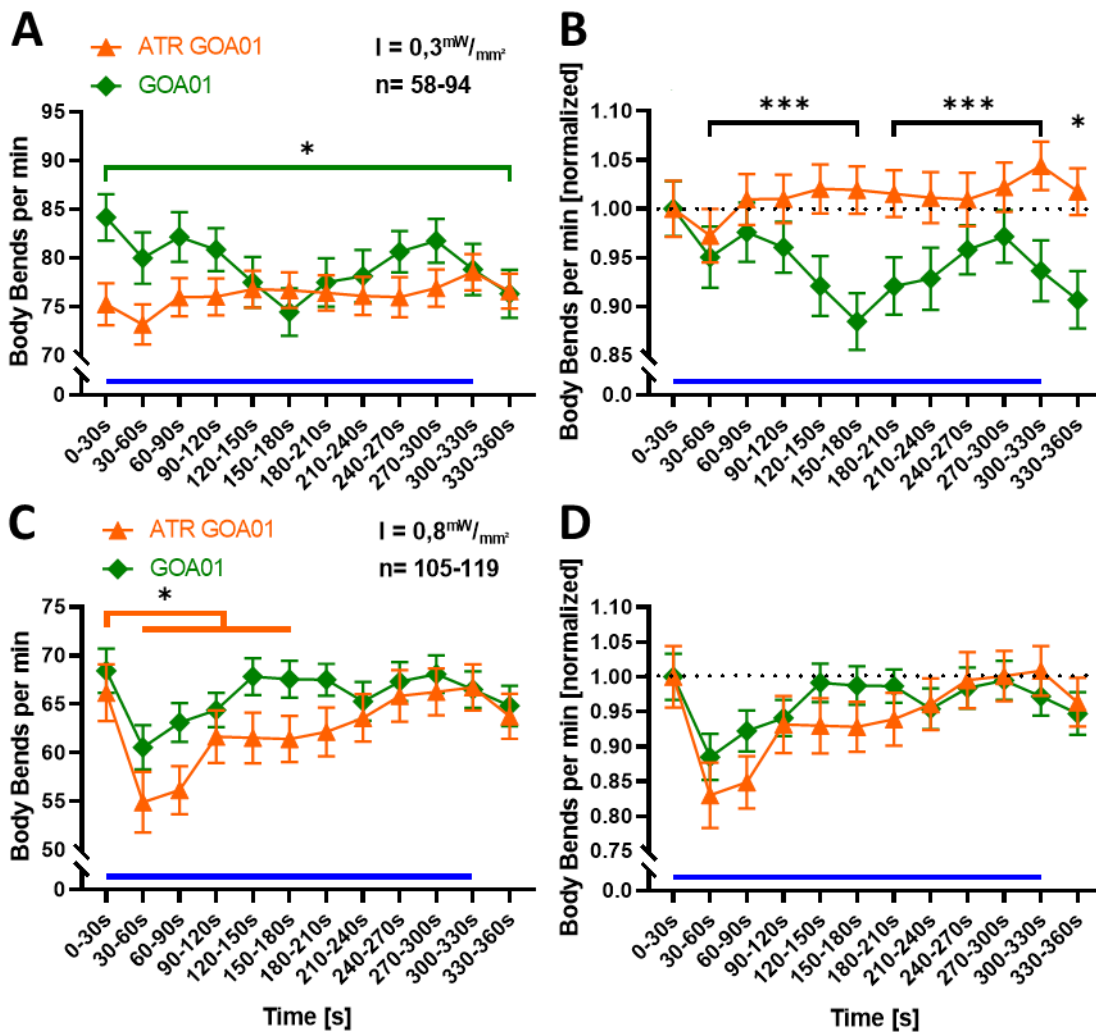 A
ATR GOA01
GOA01
I = 0,3mW/mm²
n= 58-94
Body Bends per min
95
90
85
80
75
70
0
*
0-30s
30-60s
60-90s
90-120s
120-150s
150-180s
180-210s
210-240s
240-270s
270-300s
300-330s
330-360s
B
Body Bends per min [normalized]
1.10
1.05
1.00
0.95
0.90
0.85
0.0
***
***
*
0-30s
30-60s
60-90s
90-120s
120-150s
150-180s
180-210s
210-240s
240-270s
270-300s
300-330s
330-360s
C
ATR GOA01
GOA01
I = 0,8mW/mm²
n= 105-119
Body Bends per min
75
70
65
60
55
50
0
*
0-30s
30-60s
60-90s
90-120s
120-150s
150-180s
180-210s
210-240s
240-270s
270-300s
300-330s
330-360s
Time [s]
D
Body Bends per min [normalized]
1.10
1.05
1.00
0.95
0.90
0.85
0.80
0.75
0.0
0-30s
30-60s
60-90s
90-120s
120-150s
150-180s
180-210s
210-240s
240-270s
270-300s
300-330s
330-360s
Time [s]